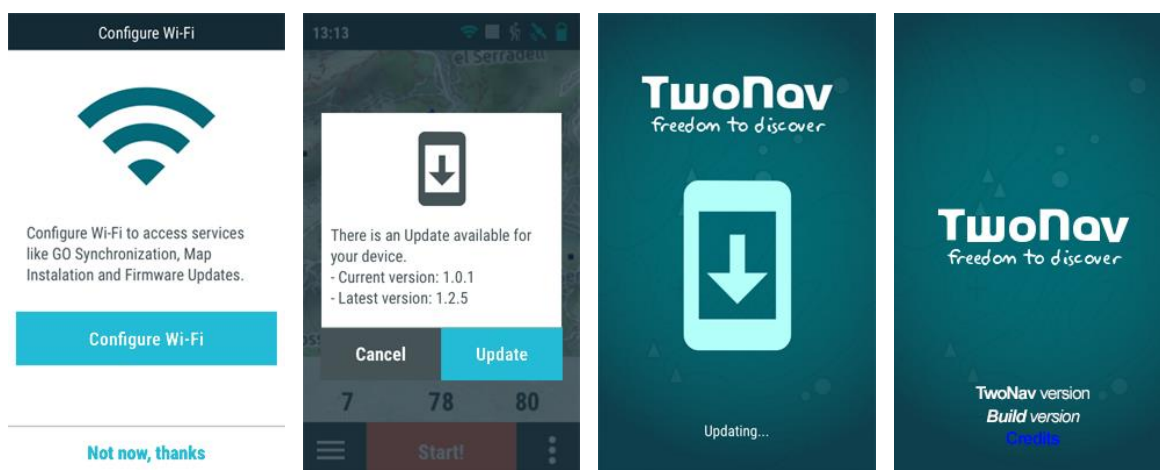 Configure Wi-Fi
Configure Wi-Fi to access services
like GO Synchronization, Map
Instalation and Firmware Updates.
Configure Wi-Fi
Not now, thanks
13:13
el Serradell
There is an Update available for
your device.
- Current version: 1.0.1
- Latest version: 1.2.5
Cancel
Update
7 78 80
Start!
TwoNav
freedom to discover
Updating...
TwoNav
freedom to discover
TwoNav version
Build version
Credits